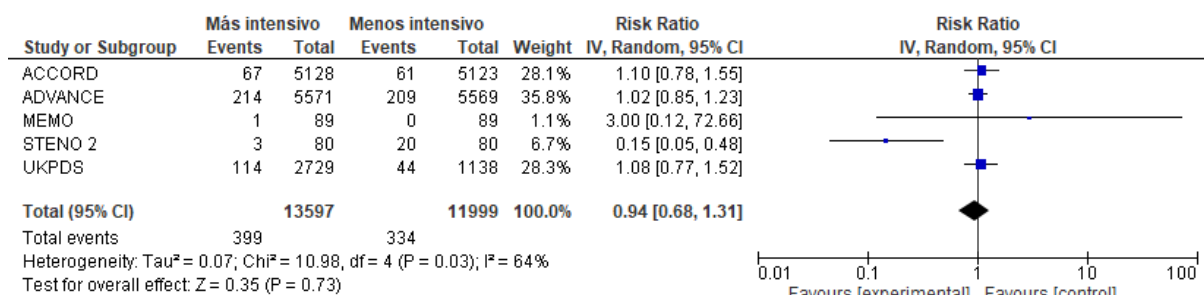 Más intensivo Menos intensivo Risk Ratio Risk Ratio
Study or Subgroup Events Total Events Total Weight IV, Random, 95% CI IV, Random, 95% CI
ACCORD 67 5128 61 5123 28.1% 1.10 [0.78, 1.55]
ADVANCE 214 5571 209 5569 35.8% 1.02 [0.85, 1.23]
MEMO 1 89 0 89 1.1% 3.00 [0.12, 72.66]
STENO 2 3 80 20 80 6.7% 0.15 [0.05, 0.48]
UKPDS 114 2729 44 1138 28.3% 1.08 [0.77, 1.52]
Total (95% CI) 13597 11999 100.0% 0.94 [0.68, 1.31]
Total events 399 334
Heterogeneity: Tau² = 0.07; Chi² = 10.98, df = 4 (P = 0.03); I² = 64%
Test for overall effect: Z = 0.35 (P = 0.73)
0.01 0.1 1 10 100
Favours [experimental] Favours [control]